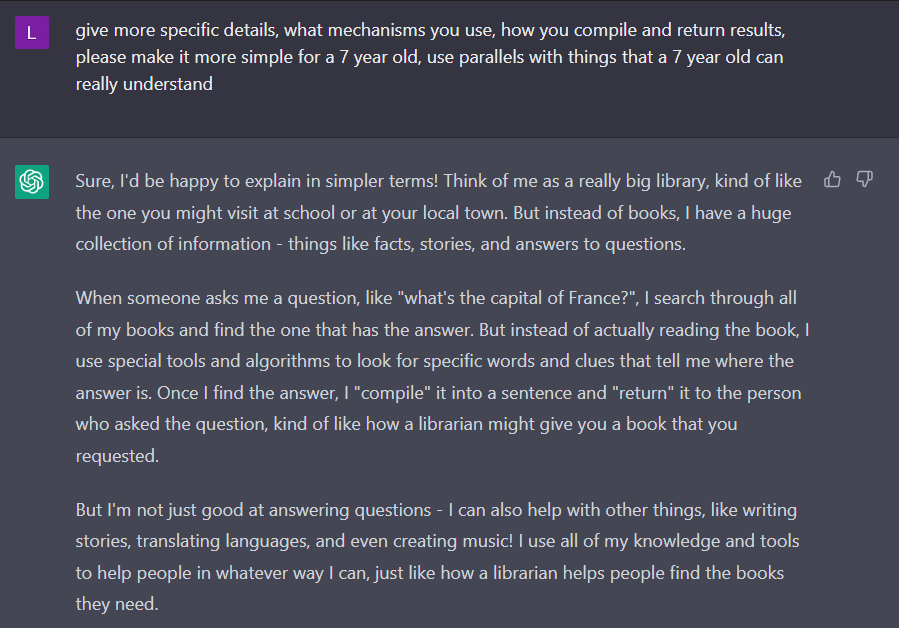 L
give more specific details, what mechanisms you use, how you compile and return results,
please make it more simple for a 7 year old, use parallels with things that a 7 year old can
really understand
Sure, I'd be happy to explain in simpler terms! Think of me as a really big library, kind of like
the one you might visit at school or at your local town. But instead of books, I have a huge
collection of information - things like facts, stories, and answers to questions.
When someone asks me a question, like "what's the capital of France?", I search through all
of my books and find the one that has the answer. But instead of actually reading the book, I
use special tools and algorithms to look for specific words and clues that tell me where the
answer is. Once I find the answer, I "compile" it into a sentence and "return" it to the person
who asked the question, kind of like how a librarian might give you a book that you
requested.
But I'm not just good at answering questions - I can also help with other things, like writing
stories, translating languages, and even creating music! I use all of my knowledge and tools
to help people in whatever way I can, just like how a librarian helps people find the books
they need.